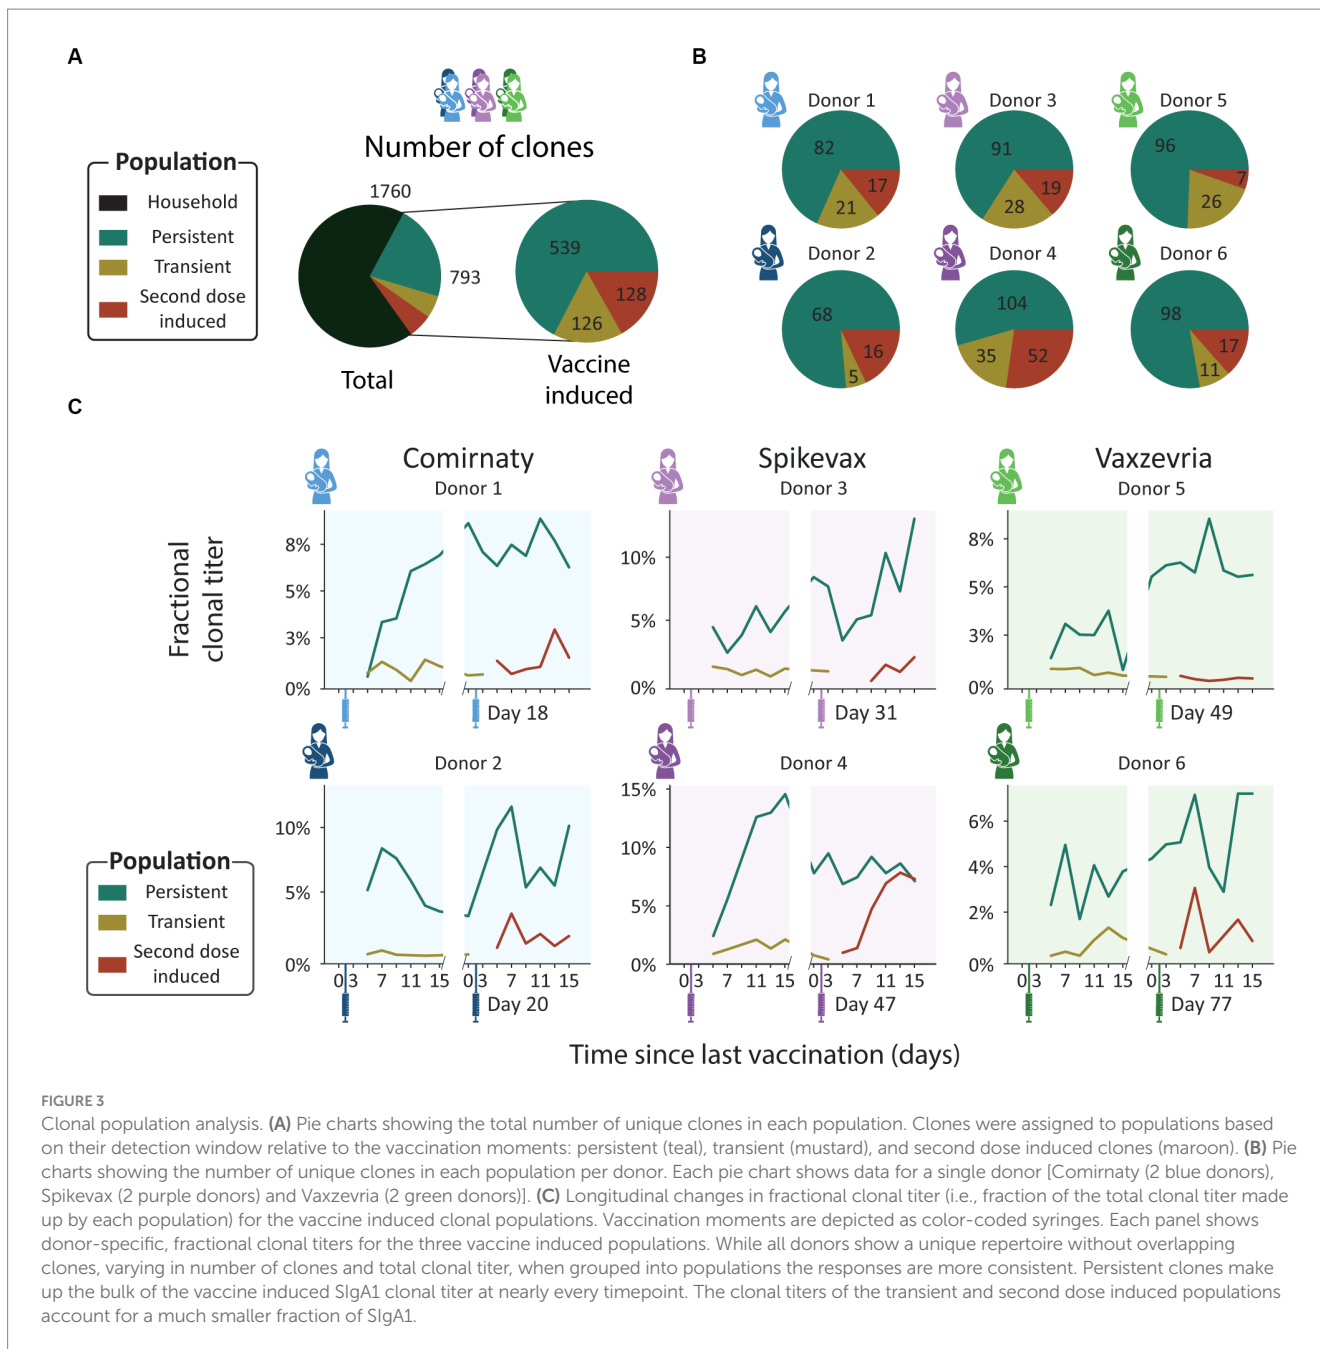 A
Number of clones
Population
Household
Persistent
Transient
Second dose
induced
1760
793
Total
539
128
126
Vaccine
induced
B
Donor 1
82
17
21
Donor 3
91
19
28
Donor 5
96
7
26
Donor 2
68
16
5
Donor 4
104
35
52
Donor 6
98
17
11
C
Fractional
clonal titer
Comirnaty
Donor 1
8%
5%
3%
0%
Day 18
Spikevax
Donor 3
10%
5%
0%
Day 31
Vaxzevria
Donor 5
8%
5%
3%
0%
Day 49
Population
Persistent
Transient
Second dose
induced
Donor 2
10%
5%
0%
0 3 7 11 15 0 3 7 11 15
Day 20
Donor 4
15%
10%
5%
0%
0 3 7 11 15 0 3 7 11 15
Day 47
Donor 6
6%
4%
2%
0%
0 3 7 11 15 0 3 7 11 15
Day 77
Time since last vaccination (days)
FIGURE 3
Clonal population analysis. (A) Pie charts showing the total number of unique clones in each population. Clones were assigned to populations based
on their detection window relative to the vaccination moments: persistent (teal), transient (mustard), and second dose induced clones (maroon). (B) Pie
charts showing the number of unique clones in each population per donor. Each pie chart shows data for a single donor [Comirnaty (2 blue donors),
Spikevax (2 purple donors) and Vaxzevria (2 green donors)]. (C) Longitudinal changes in fractional clonal titer (i.e., fraction of the total clonal titer made
up by each population) for the vaccine induced clonal populations. Vaccination moments are depicted as color-coded syringes. Each panel shows
donor-specific, fractional clonal titers for the three vaccine induced populations. While all donors show a unique repertoire without overlapping
clones, varying in number of clones and total clonal titer, when grouped into populations the responses are more consistent. Persistent clones make
up the bulk of the vaccine induced SIgA1 clonal titer at nearly every timepoint. The clonal titers of the transient and second dose induced populations
account for a much smaller fraction of SIgA1.